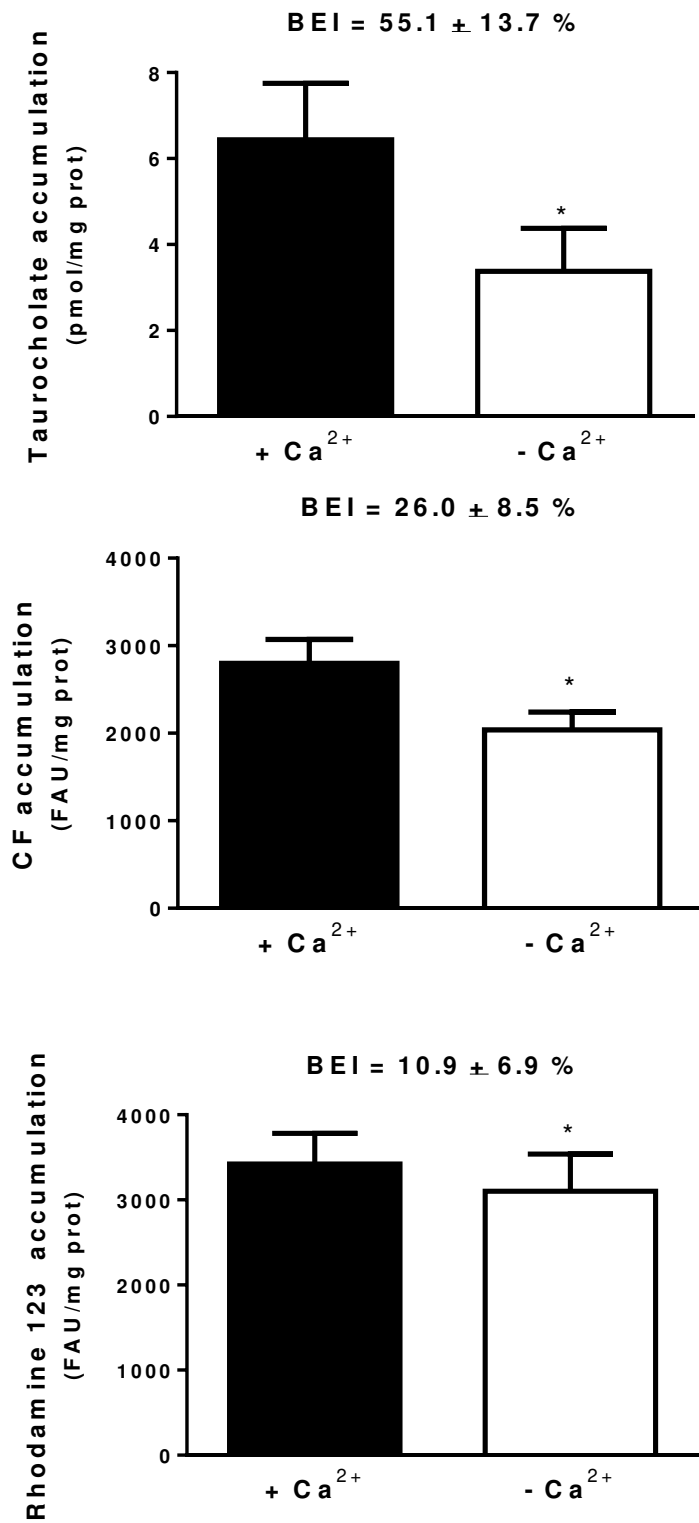 BEI = 55.1 ± 13.7 %
Taurocholate accumulation
(pmol/mg prot)
8
6
4
2
0
*
+ Ca²⁺
- Ca²⁺
BEI = 26.0 ± 8.5 %
CF accumulation
(FAU/mg prot)
4000
3000
2000
1000
0
*
+ Ca²⁺
- Ca²⁺
BEI = 10.9 ± 6.9 %
Rhodamine 123 accumulation
(FAU/mg prot)
4000
3000
2000
1000
0
*
+ Ca²⁺
- Ca²⁺